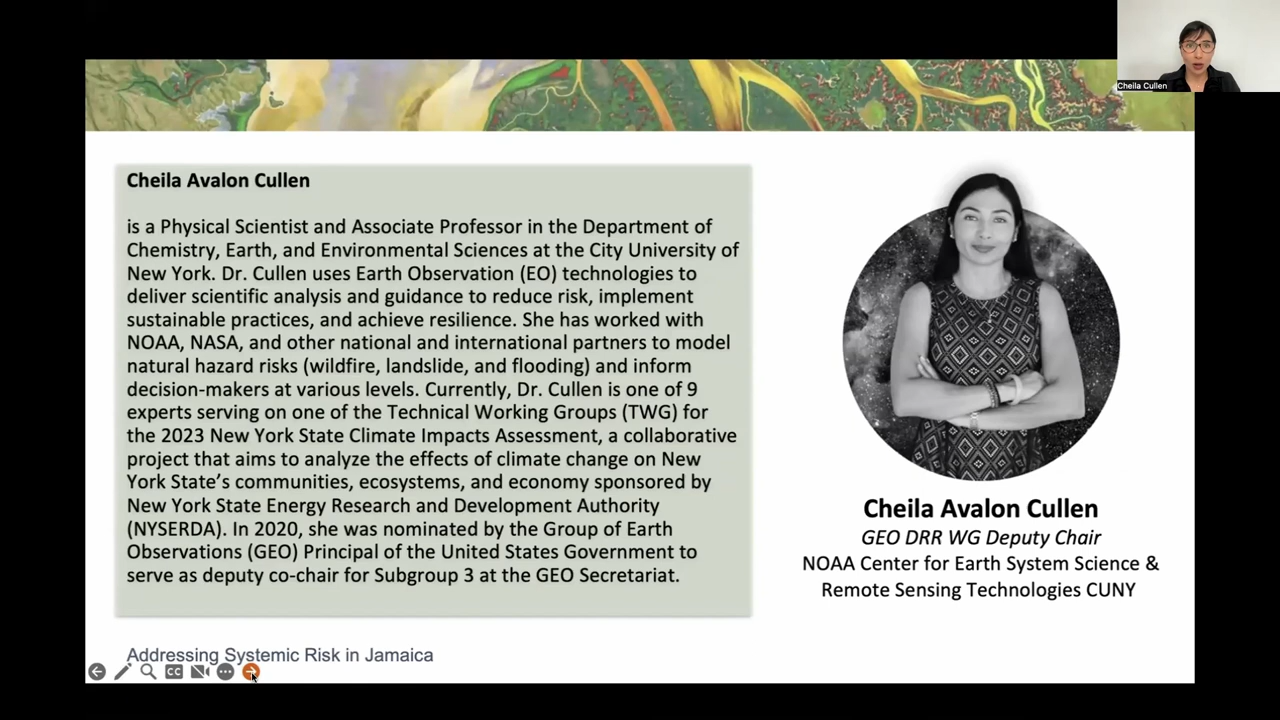 Cheila Cullen
Cheila Avalon Cullen
is a Physical Scientist and Associate Professor in the Department of
Chemistry, Earth, and Environmental Sciences at the City University of
New York. Dr. Cullen uses Earth Observation (EO) technologies to
deliver scientific analysis and guidance to reduce risk, implement
sustainable practices, and achieve resilience. She has worked with
NOAA, NASA, and other national and international partners to model
natural hazard risks (wildfire, landslide, and flooding) and inform
decision-makers at various levels. Currently, Dr. Cullen is one of 9
experts serving on one of the Technical Working Groups (TWG) for
the 2023 New York State Climate Impacts Assessment, a collaborative
project that aims to analyze the effects of climate change on New
York State’s communities, ecosystems, and economy sponsored by
New York State Energy Research and Development Authority
(NYSERDA). In 2020, she was nominated by the Group of Earth
Observations (GEO) Principal of the United States Government to
serve as deputy co-chair for Subgroup 3 at the GEO Secretariat.
Cheila Avalon Cullen
GEO DRR WG Deputy Chair
NOAA Center for Earth System Science &
Remote Sensing Technologies CUNY
Addressing Systemic Risk in Jamaica
CC